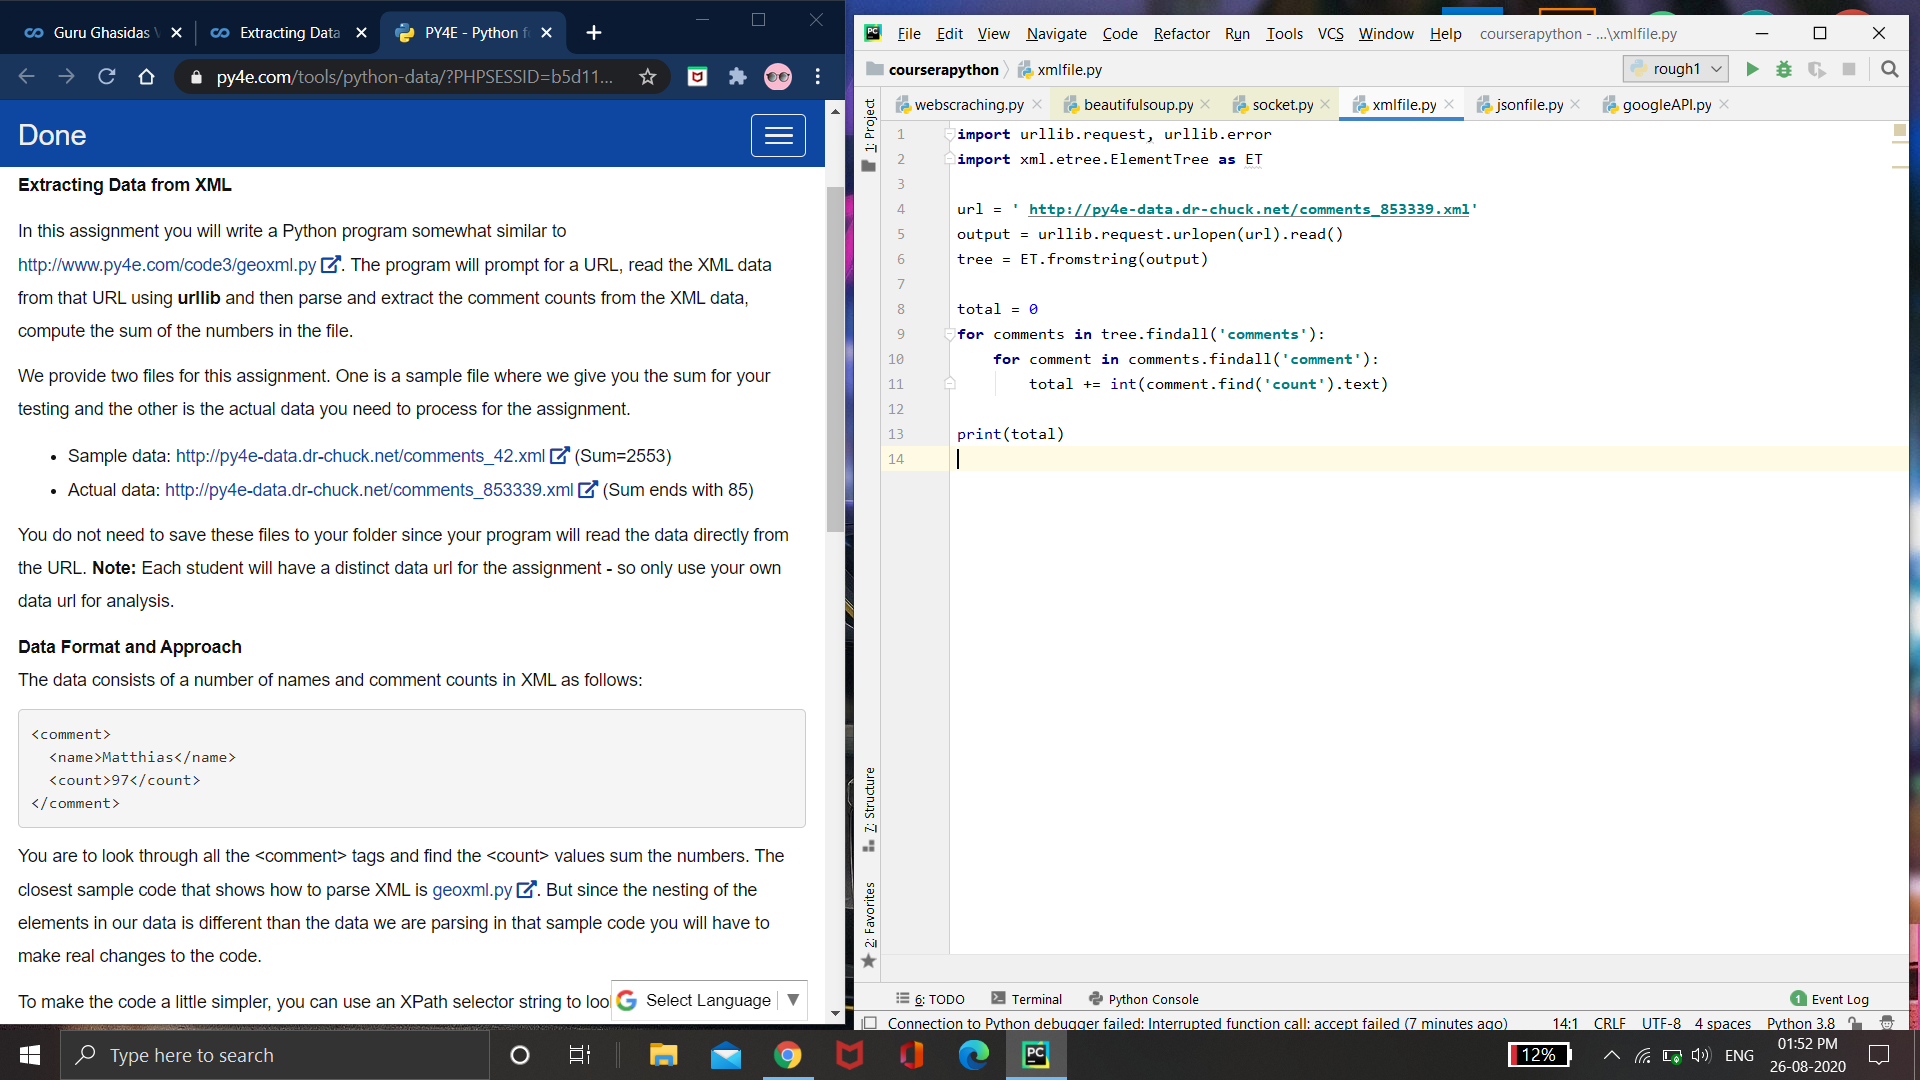 Guru Ghasidas
Extracting Data
PY4E - Python f
py4e.com/tools/python-data/?PHPSESSID=b5d11...
Done
Extracting Data from XML
In this assignment you will write a Python program somewhat similar to
http://www.py4e.com/code3/geoxml.py. The program will prompt for a URL, read the XML data
from that URL using urllib and then parse and extract the comment counts from the XML data,
compute the sum of the numbers in the file.
We provide two files for this assignment. One is a sample file where we give you the sum for your
testing and the other is the actual data you need to process for the assignment.
• Sample data: http://py4e-data.dr-chuck.net/comments_42.xml (Sum=2553)
• Actual data: http://py4e-data.dr-chuck.net/comments_853339.xml (Sum ends with 85)
You do not need to save these files to your folder since your program will read the data directly from
the URL. Note: Each student will have a distinct data url for the assignment - so only use your own
data url for analysis.
Data Format and Approach
The data consists of a number of names and comment counts in XML as follows:
<comment>
  <name>Matthias</name>
  <count>97</count>
</comment>
You are to look through all the <comment> tags and find the <count> values sum the numbers. The
closest sample code that shows how to parse XML is geoxml.py. But since the nesting of the
elements in our data is different than the data we are parsing in that sample code you will have to
make real changes to the code.
To make the code a little simpler, you can use an XPath selector string to loo
Select Language ▼
PC File Edit View Navigate Code Refactor Run Tools VCS Window Help courserapython - ...\xmlfile.py
courserapython xmlfile.py
rough1
webscraching.py beautifulsoup.py socket.py xmlfile.py jsonfile.py googleAPI.py
1: Project
7: Structure
2: Favorites
1 import urllib.request, urllib.error
2 import xml.etree.ElementTree as ET
3
4 url = ' http://py4e-data.dr-chuck.net/comments_853339.xml'
5 output = urllib.request.urlopen(url).read()
6 tree = ET.fromstring(output)
7
8 total = 0
9 for comments in tree.findall('comments'):
10     for comment in comments.findall('comment'):
11         total += int(comment.find('count').text)
12
13 print(total)
14
6: TODO Terminal Python Console 1 Event Log
Connection to Python debugger failed: Interrupted function call: accept failed (7 minutes ago) 14:1 CRLF UTF-8 4 spaces Python 3.8
Type here to search
PC
12%
ENG
01:52 PM
26-08-2020